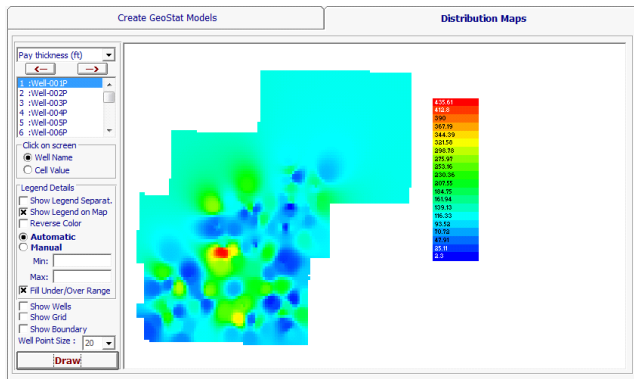 Create GeoStat Models
Distribution Maps
Pay thickness (ft)
<--
-->
1 :Well-001P
2 :Well-002P
3 :Well-003P
4 :Well-004P
5 :Well-005P
6 :Well-006P
Click on screen
Well Name
Cell Value
Legend Details
Show Legend Separat.
Show Legend on Map
Reverse Color
Automatic
Manual
Min:
Max:
Fill Under/Over Range
Show Wells
Show Grid
Show Boundary
Well Point Size : 20
Draw
435.61
412.8
390
367.19
344.39
321.58
298.78
275.97
253.16
230.36
207.55
184.75
161.94
139.13
116.33
93.52
70.72
47.91
25.11
2.3